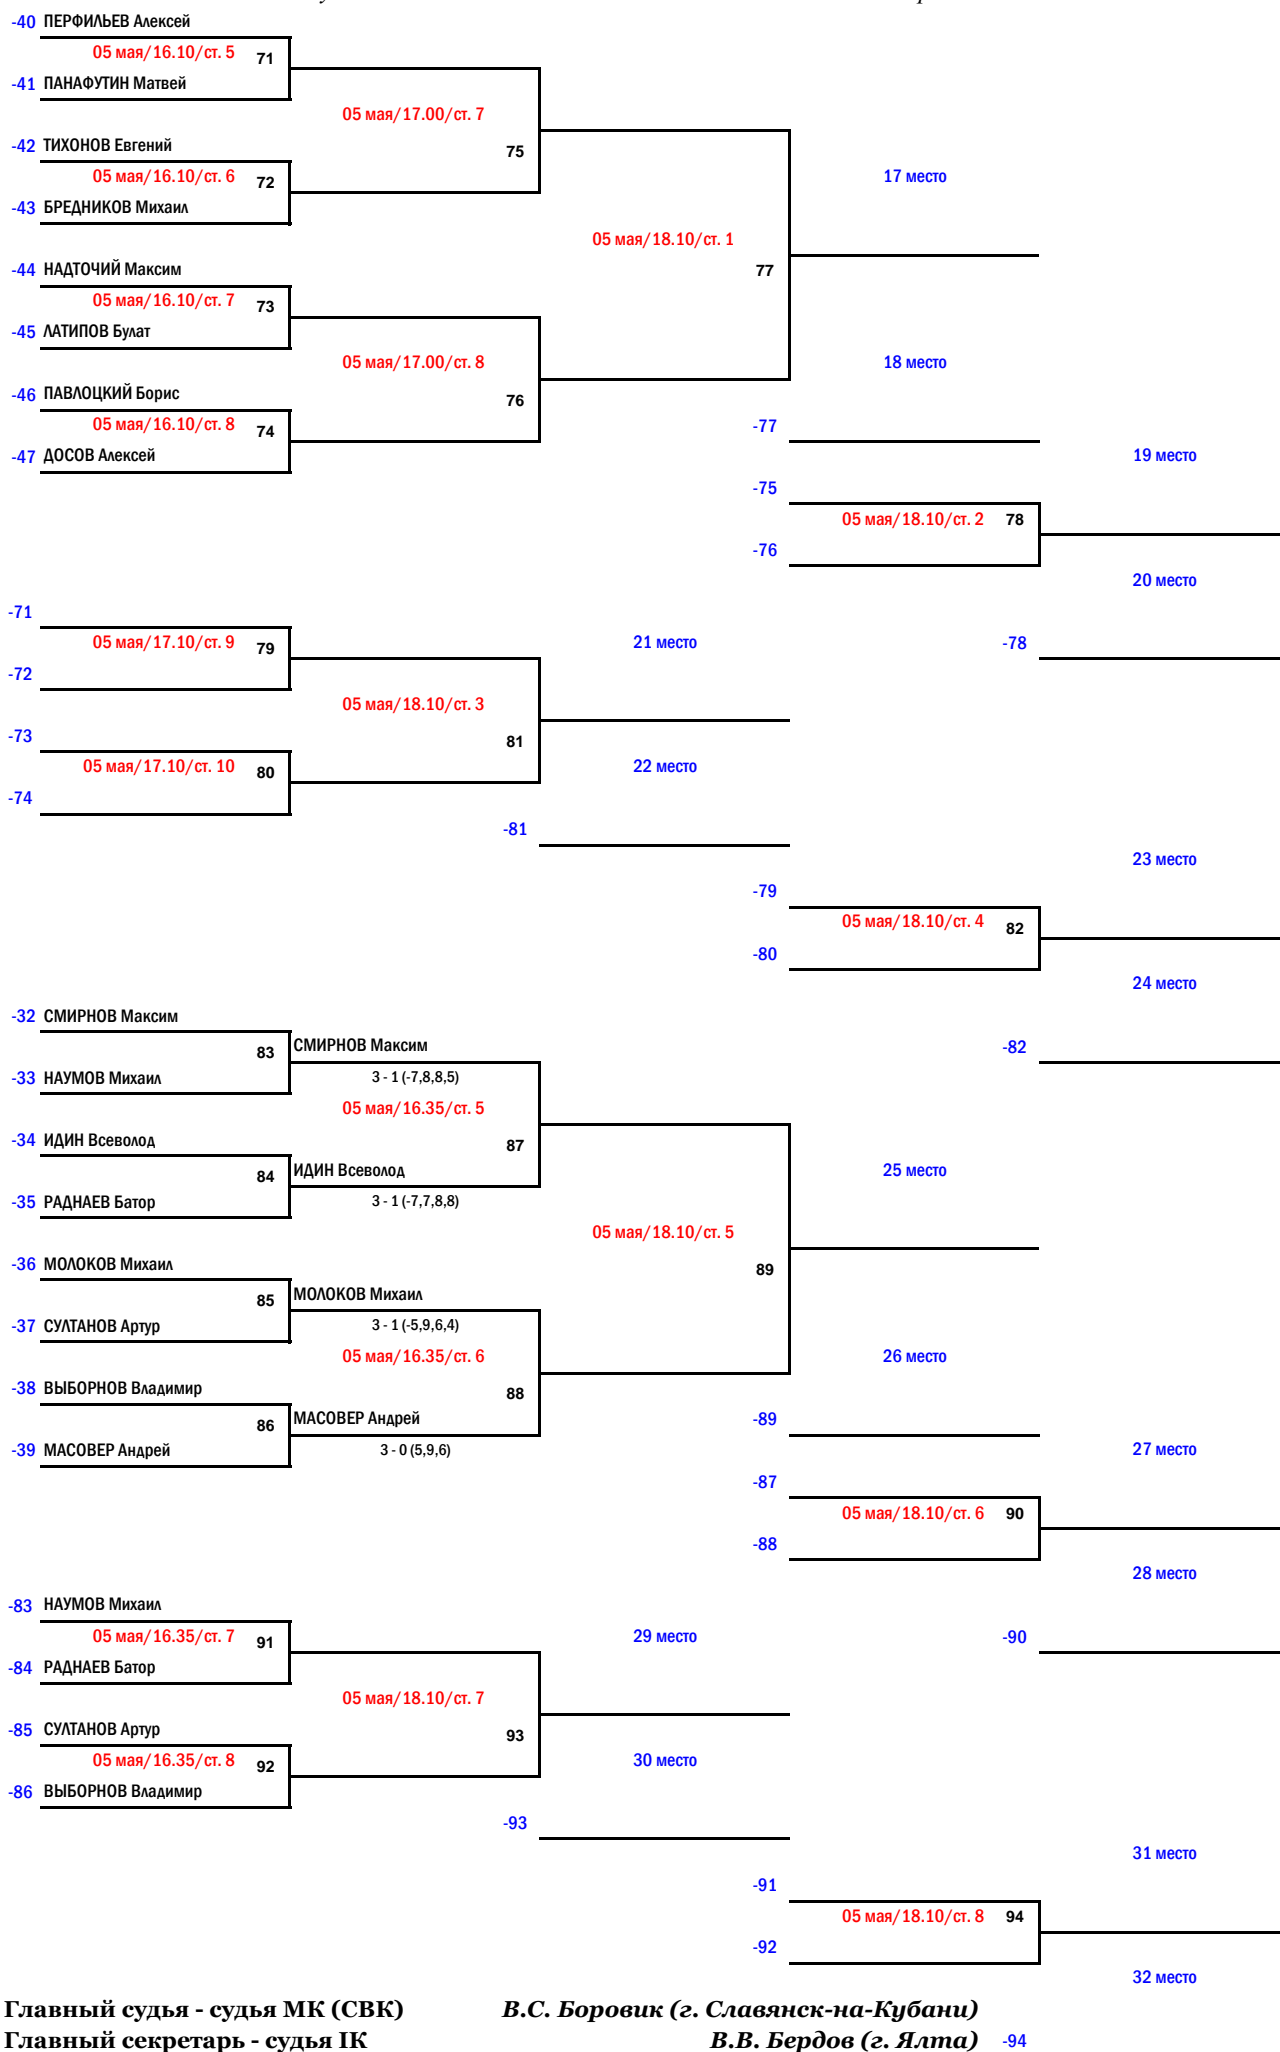 -40 ПЕРФИЛЬЕВ Алексей
05 мая/16.10/ст. 5 71
-41 ПАНАФУТИН Матвей
05 мая/17.00/ст. 7
75
-42 ТИХОНОВ Евгений
05 мая/16.10/ст. 6 72
17 место
-43 БРЕДНИКОВ Михаил
05 мая/18.10/ст. 1
77
-44 НАДТОЧИЙ Максим
05 мая/16.10/ст. 7 73
-45 ЛАТИПОВ Булат
05 мая/17.00/ст. 8
18 место
76
-46 ПАВЛОЦКИЙ Борис
05 мая/16.10/ст. 8 74
-77
-47 ДОСОВ Алексей
19 место
-75
05 мая/18.10/ст. 2 78
-76
20 место
-71
05 мая/17.10/ст. 9 79
21 место
-78
-72
05 мая/18.10/ст. 3
81
-73
05 мая/17.10/ст. 10 80
22 место
-74
-81
23 место
-79
05 мая/18.10/ст. 4 82
-80
24 место
-32 СМИРНОВ Максим
83 СМИРНОВ Максим
-82
-33 НАУМОВ Михаил
3 - 1 (-7,8,8,5)
05 мая/16.35/ст. 5
87
-34 ИДИН Всеволод
84 ИДИН Всеволод
25 место
-35 РАДНАЕВ Батор
3 - 1 (-7,7,8,8)
05 мая/18.10/ст. 5
89
-36 МОЛОКОВ Михаил
85 МОЛОКОВ Михаил
-37 СУЛТАНОВ Артур
3 - 1 (-5,9,6,4)
05 мая/16.35/ст. 6
26 место
88
-38 ВЫБОРНОВ Владимир
86 МАСОВЕР Андрей
-89
-39 МАСОВЕР Андрей
3 - 0 (5,9,6)
27 место
-87
05 мая/18.10/ст. 6 90
-88
28 место
-83 НАУМОВ Михаил
05 мая/16.35/ст. 7 91
29 место
-90
-84 РАДНАЕВ Батор
05 мая/18.10/ст. 7
93
-85 СУЛТАНОВ Артур
05 мая/16.35/ст. 8 92
30 место
-86 ВЫБОРНОВ Владимир
-93
31 место
-91
05 мая/18.10/ст. 8 94
-92
32 место
Главный судья - судья МК (СВК) В.С. Боровик (г. Славянск-на-Кубани)
Главный секретарь - судья IК В.В. Бердов (г. Ялта) -94